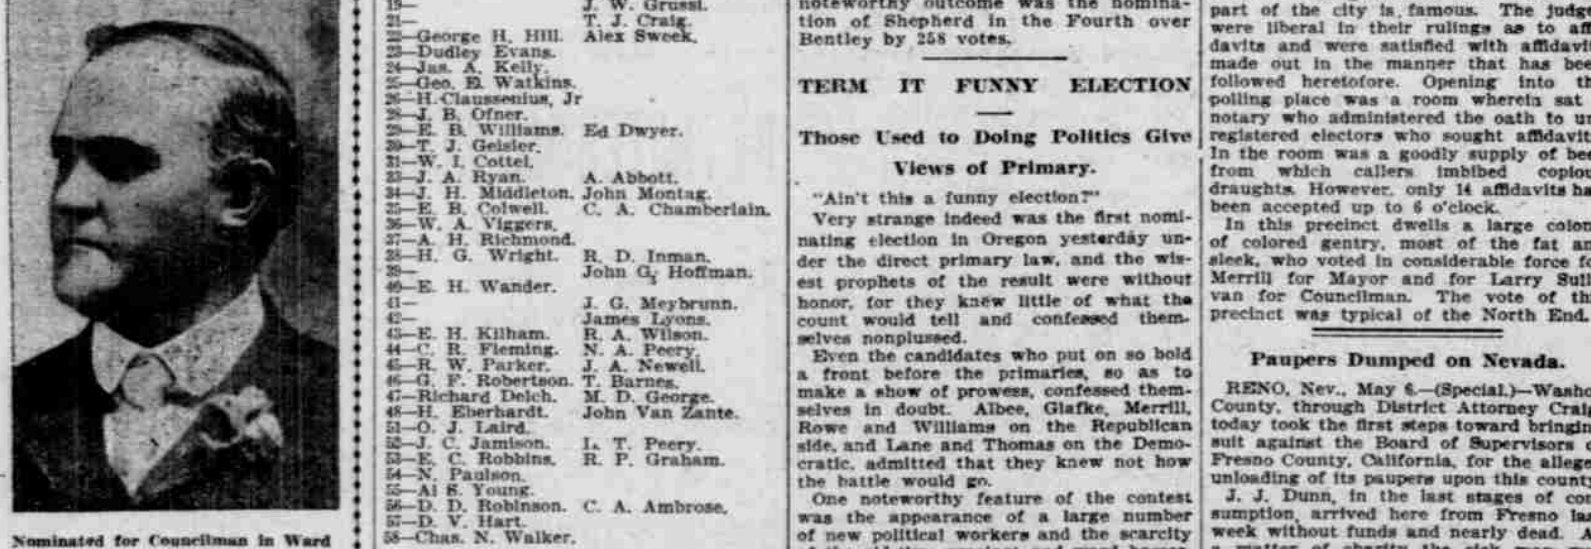 Nominated for Councilman in Ward
19— J. W. Grussi.
21— T. J. Craig.
22—George H. Hill. Alex Sweek.
23—Dudley Evans.
24—Jas. A. Kelly.
25—Geo. E. Watkins.
26—H. Claussenius, Jr
28—J. B. Ofner.
29—E. B. Williams. Ed Dwyer.
30—T. J. Geisler.
31—W. I. Cottel.
33—J. A. Ryan. A. Abbott.
34—J. H. Middleton. John Montag.
35—E. B. Colwell. C. A. Chamberlain.
36—W. A. Viggers.
37—A. H. Richmond.
38—H. G. Wright. R. D. Inman.
39— John G. Hoffman.
40—E. H. Wander.
41— J. G. Meybrunn.
42— James Lyons.
43—E. H. Kilham. R. A. Wilson.
44—C. R. Fleming. N. A. Peery.
45—R. W. Parker. J. A. Newell.
46—G. F. Robertson. T. Barnes.
47—Richard Deich. M. D. George.
48—H. Eberhardt. John Van Zante.
51—O. J. Laird.
52—J. C. Jamison. L. T. Peery.
53—E. C. Robbins. R. P. Graham.
54—N. Paulson.
55—Al S. Young.
56—D. D. Robinson. C. A. Ambrose.
57—D. V. Hart.
58—Chas. N. Walker.
noteworthy outcome was the nomina-
tion of Shepherd in the Fourth over
Bentley by 258 votes.
TERM IT FUNNY ELECTION
Those Used to Doing Politics Give
Views of Primary.
"Ain't this a funny election?"
Very strange indeed was the first nomi-
nating election in Oregon yesterday un-
der the direct primary law, and the wis-
est prophets of the result were without
honor, for they knew little of what the
count would tell and confessed them-
selves nonplussed.
Even the candidates who put on so bold
a front before the primaries, so as to
make a show of prowess, confessed them-
selves in doubt. Albee, Glafke, Merrill,
Rowe and Williams on the Republican
side, and Lane and Thomas on the Demo-
cratic, admitted that they knew not how
the battle would go.
One noteworthy feature of the contest
was the appearance of a large number
of new political workers and the scarcity
part of the city is famous. The judge
were liberal in their rulings as to aff
davits and were satisfied with affidavit
made out in the manner that has bee
followed heretofore. Opening into th
polling place was a room wherein sat
notary who administered the oath to un
registered electors who sought affidavit
In the room was a goodly supply of bee
from which callers imbibed copiou
draughts. However, only 14 affidavits ha
been accepted up to 6 o'clock.
In this precinct dwells a large colon
of colored gentry, most of the fat an
sleek, who voted in considerable force fo
Merrill for Mayor and for Larry Sull
van for Councilman. The vote of th
precinct was typical of the North End.
Paupers Dumped on Nevada.
RENO, Nev., May 6.—(Special.)—Washo
County, through District Attorney Crai
today took the first steps toward bringin
suit against the Board of Supervisors
Fresno County, California, for the allege
unloading of its paupers upon this county
J. J. Dunn, in the last stages of con
sumption, arrived here from Fresno las
week without funds and nearly dead.